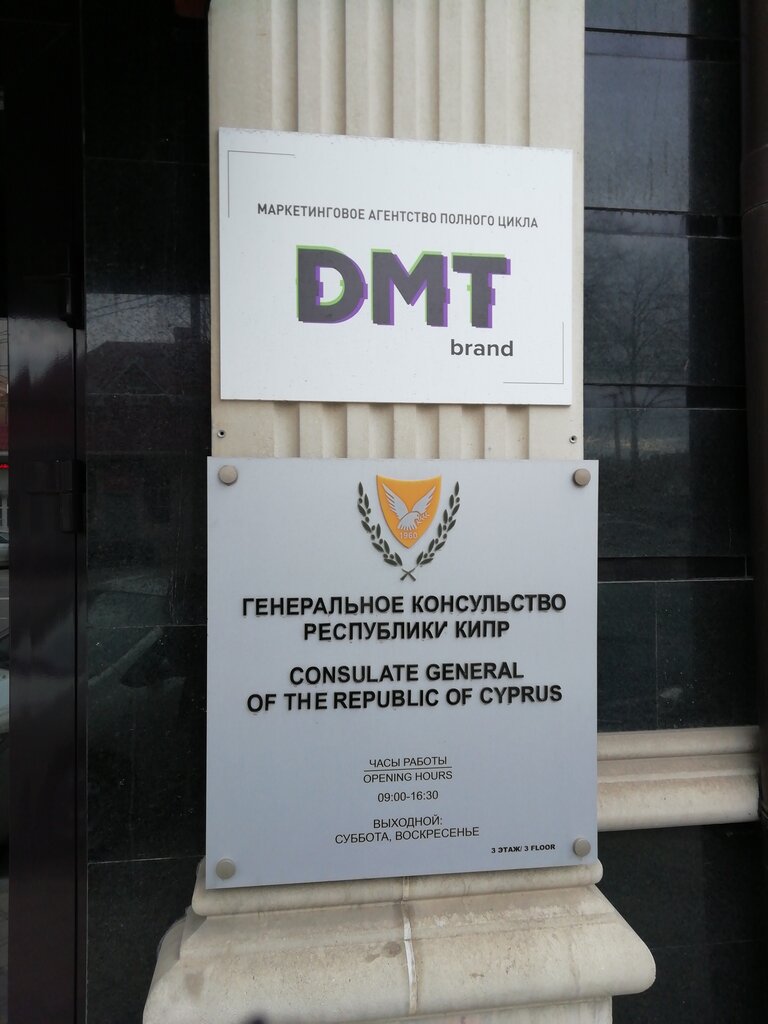 МАРКЕТИНГОВОЕ АГЕНТСТВО ПОЛНОГО ЦИКЛА
DMT
brand
1960
ГЕНЕРАЛЬНОЕ КОНСУЛЬСТВО
РЕСПУБЛИКИ КИПР
CONSULATE GENERAL
OF THE REPUBLIC OF CYPRUS
ЧАСЫ РАБОТЫ
OPENING HOURS
09:00-16:30
ВЫХОДНОЙ:
СУББОТА, ВОСКРЕСЕНЬЕ
3 ЭТАЖ/ 3 FLOOR